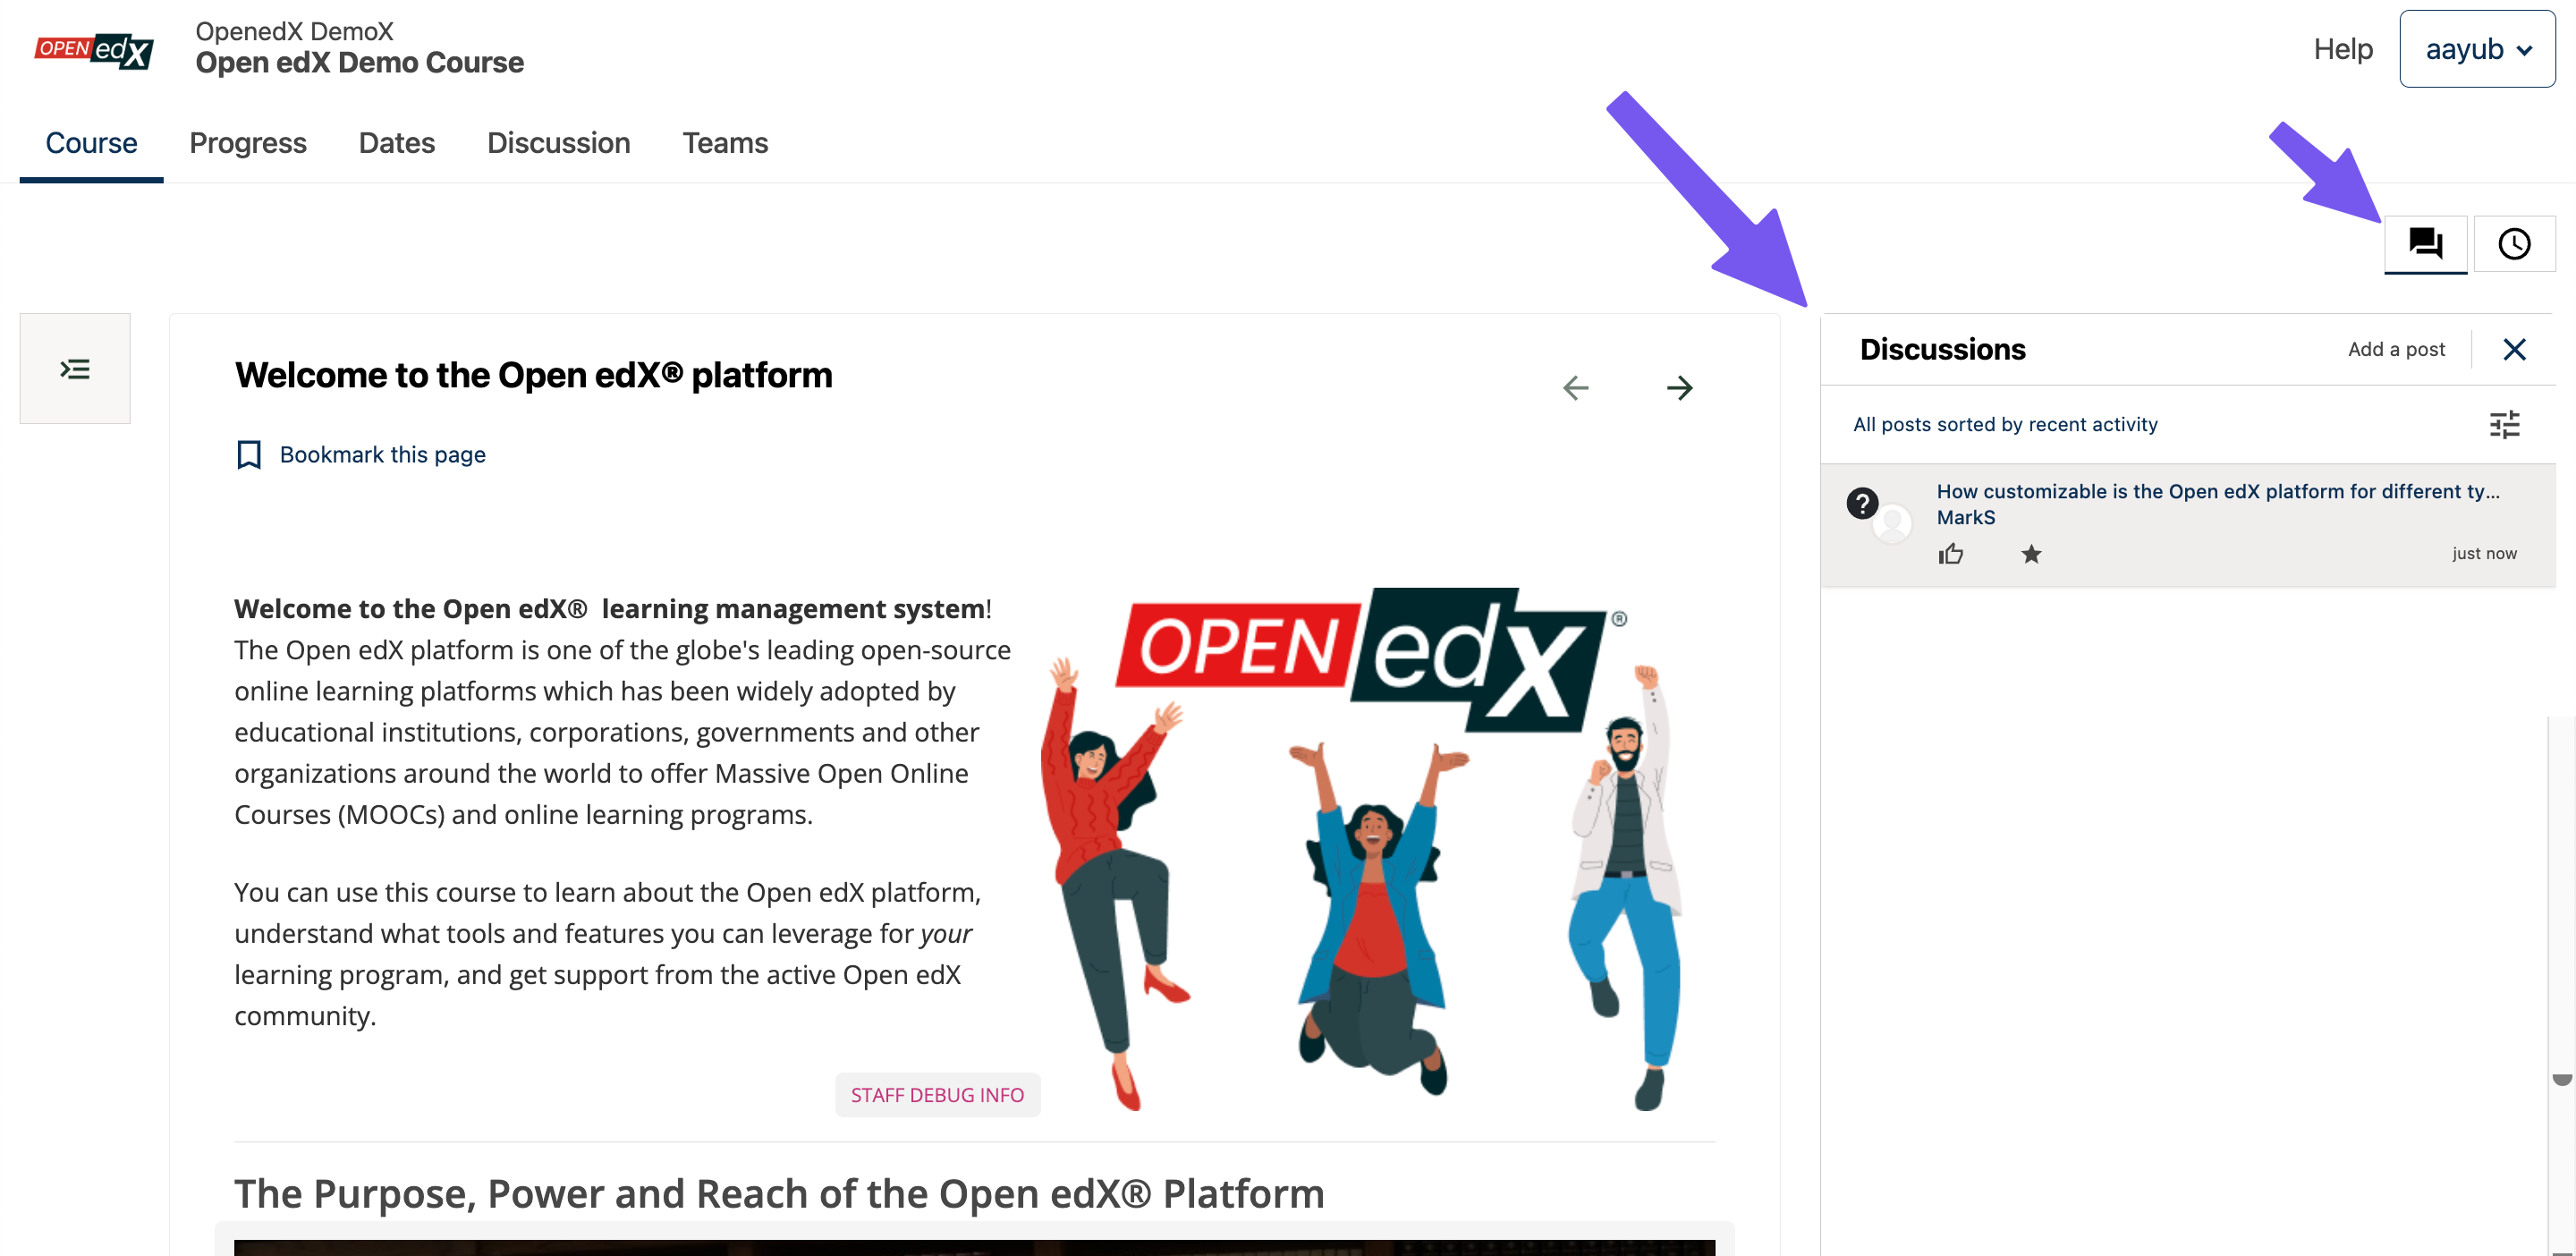 OPEN edX
OpenedX DemoX
Open edX Demo Course
Help
aayub
Course
Progress
Dates
Discussion
Teams
Welcome to the Open edX® platform
Bookmark this page
Welcome to the Open edX® learning management system!
The Open edX platform is one of the globe's leading open-source
online learning platforms which has been widely adopted by
educational institutions, corporations, governments and other
organizations around the world to offer Massive Open Online
Courses (MOOCs) and online learning programs.
You can use this course to learn about the Open edX platform,
understand what tools and features you can leverage for your
learning program, and get support from the active Open edX
community.
OPEN edX®
STAFF DEBUG INFO
The Purpose, Power and Reach of the Open edX® Platform
Discussions
Add a post
All posts sorted by recent activity
?
How customizable is the Open edX platform for different ty...
MarkS
just now